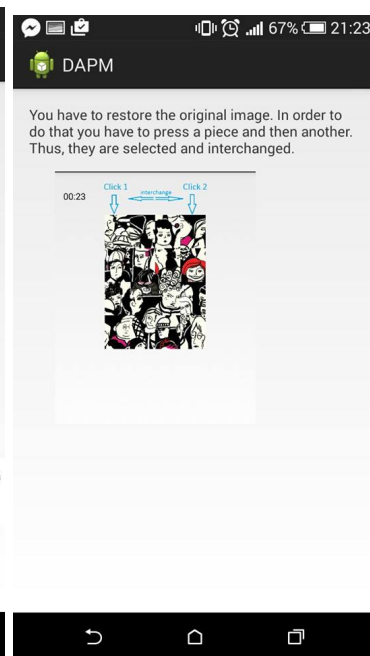 67% 21:23
DAPM
You have to restore the original image. In order to
do that you have to press a piece and then another.
Thus, they are selected and interchanged.
Click 1 interchange Click 2
00:23